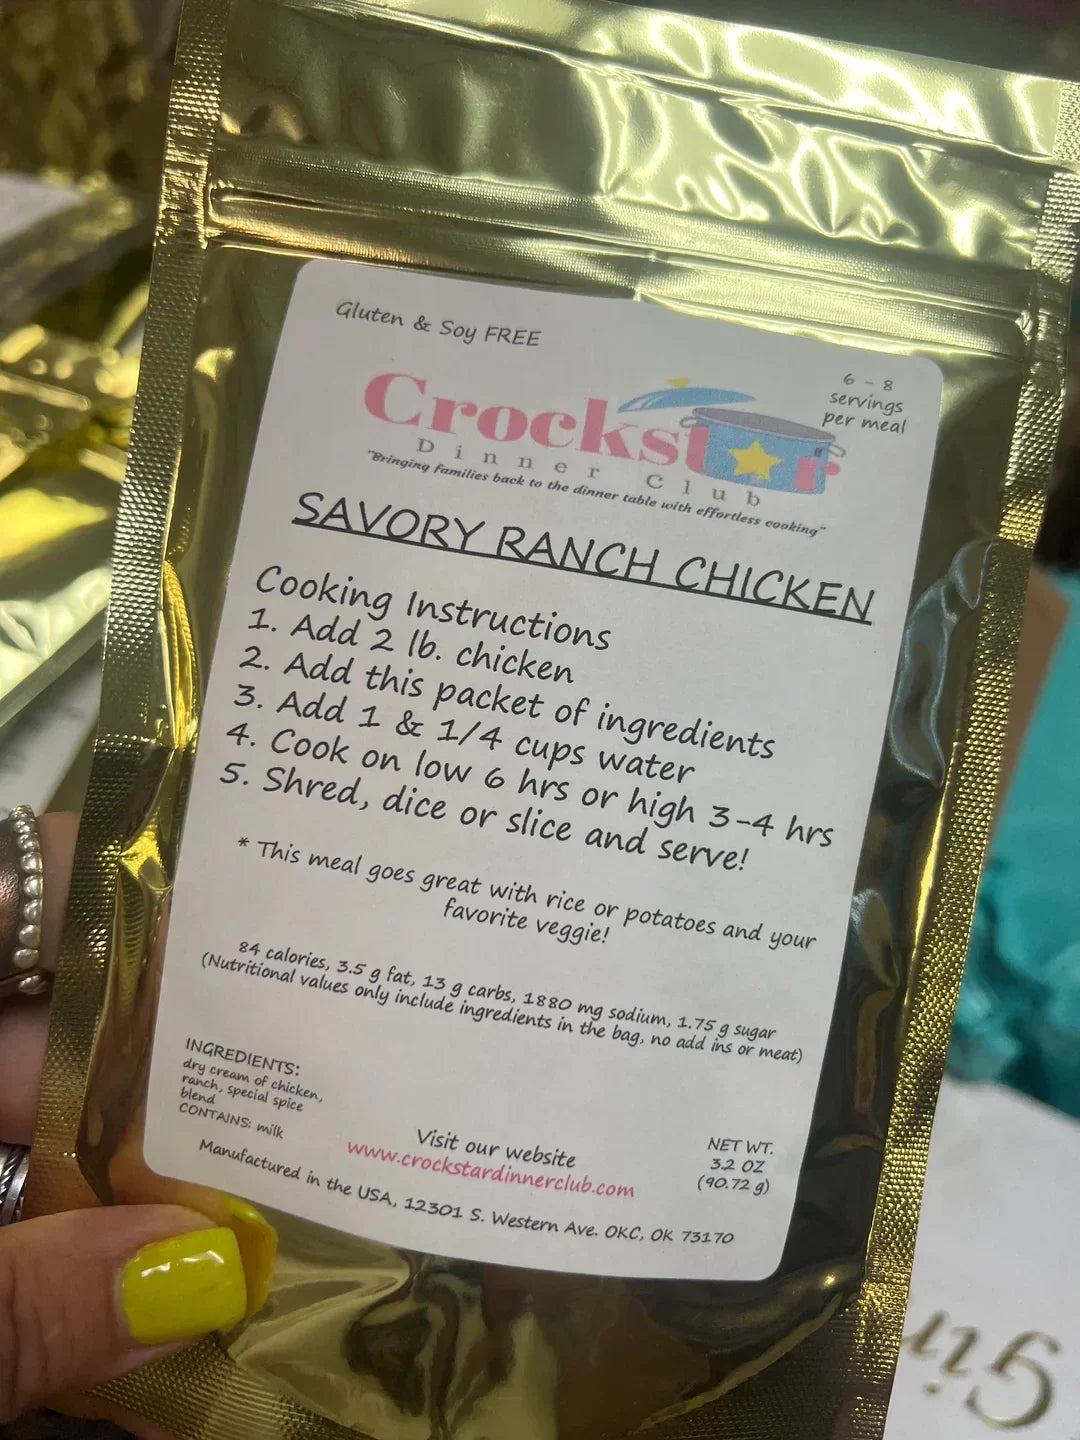 Gluten & Soy FREE
6 - 8
servings
per meal
Crockstar
Dinner Club
"Bringing families back to the dinner table with effortless cooking"
SAVORY RANCH CHICKEN
Cooking Instructions
1. Add 2 lb. chicken
2. Add this packet of ingredients
3. Add 1 & 1/4 cups water
4. Cook on low 6 hrs or high 3-4 hrs
5. Shred, dice or slice and serve!
* This meal goes great with rice or potatoes and your
favorite veggie!
84 calories, 3.5 g fat, 13 g carbs, 1880 mg sodium, 1.75 g sugar
(Nutritional values only include ingredients in the bag, no add ins or meat)
INGREDIENTS:
dry cream of chicken,
ranch, special spice
blend
CONTAINS: milk
Visit our website
www.crockstardinnerclub.com
NET WT.
3.2 OZ
(90.72 g)
Manufactured in the USA, 12301 S. Western Ave. OKC, OK 73170